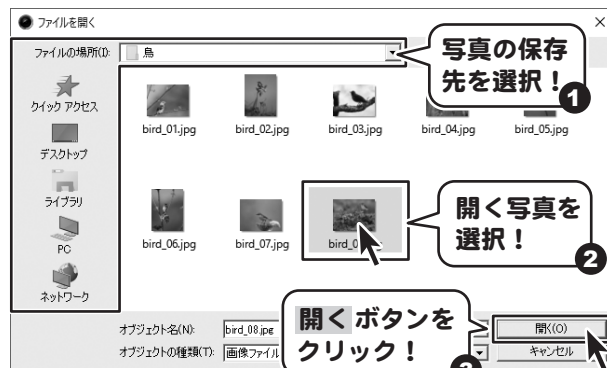 ファイルを開く
ファイルの場所(I):
鳥
写真の保存
先を選択！
1
クイック アクセス
デスクトップ
ライブラリ
PC
ネットワーク
bird_01.jpg
bird_02.jpg
bird_03.jpg
bird_04.jpg
bird_05.jpg
bird_06.jpg
bird_07.jpg
bird_0
開く写真を
選択！
2
オブジェクト名(N):
bird_08.jpg
オブジェクトの種類(T):
画像ファイル
開く ボタンを
クリック！
3
開く(O)
キャンセル